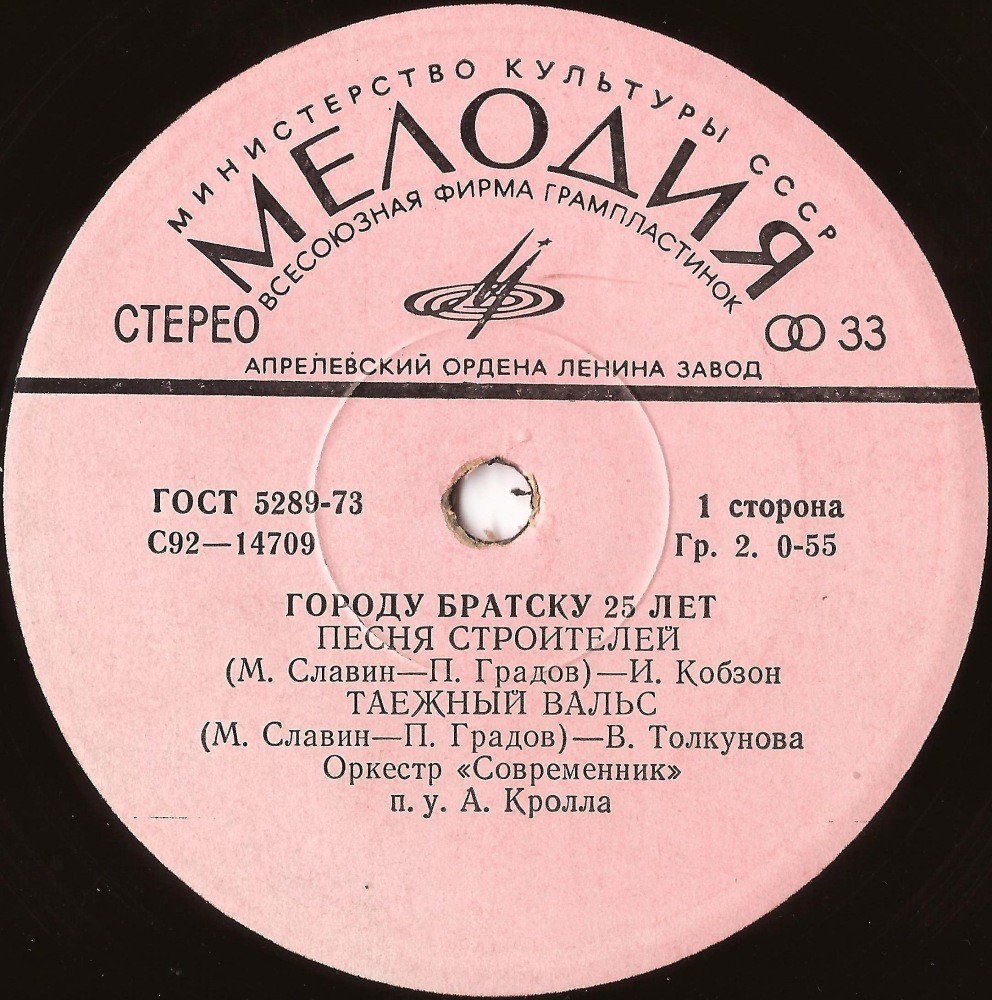 МИНИСТЕРСТВО КУЛЬТУРЫ СССР
МЕЛОДИЯ
ВСЕСОЮЗНАЯ ФИРМА ГРАМПЛАСТИНОК
СТЕРЕО
33
АПРЕЛЕВСКИЙ ОРДЕНА ЛЕНИНА ЗАВОД
ГОСТ 5289-73
1 сторона
С92—14709
Гр. 2. 0-55
ГОРОДУ БРАТСКУ 25 ЛЕТ
ПЕСНЯ СТРОИТЕЛЕЙ
(М. Славин—П. Градов)—И. Кобзон
ТАЕЖНЫЙ ВАЛЬС
(М. Славин—П. Градов)—В. Толкунова
Оркестр «Современник»
п. у. А. Кролла